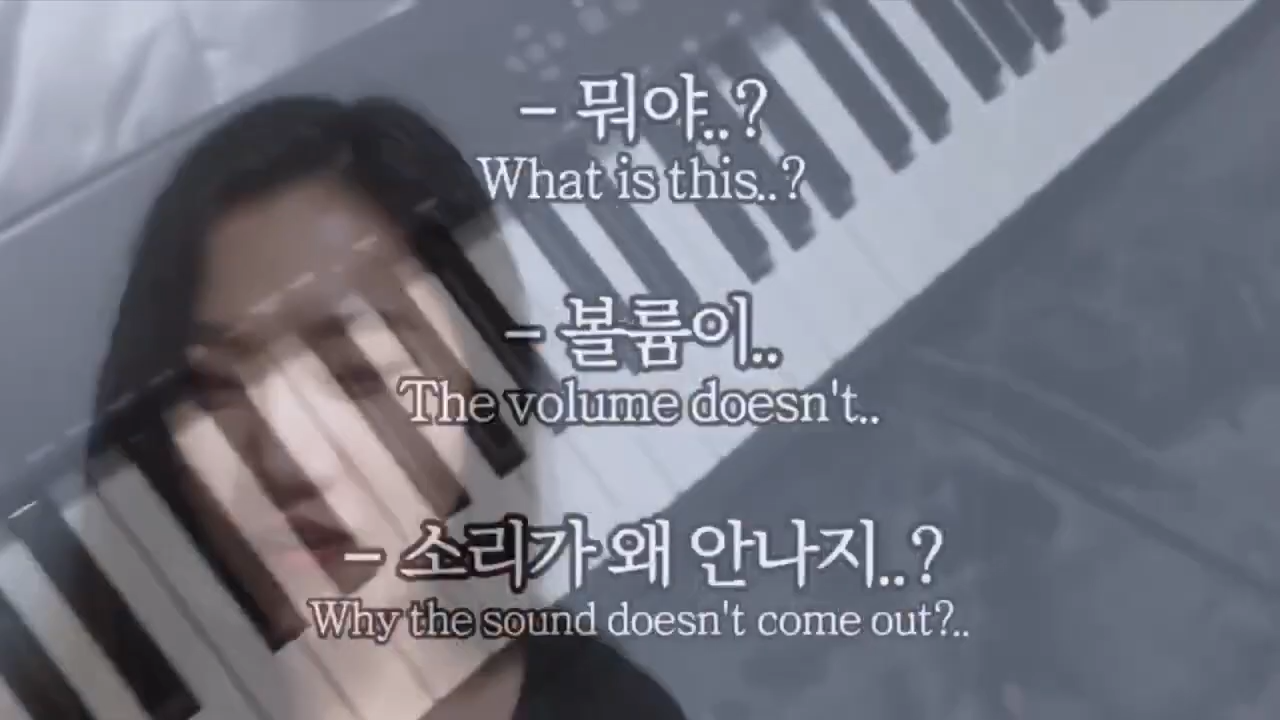 – 뭐야..?
What is this..?
– 볼륨이..
The volume doesn't..
– 소리가 왜 안나지..?
Why the sound doesn't come out?..